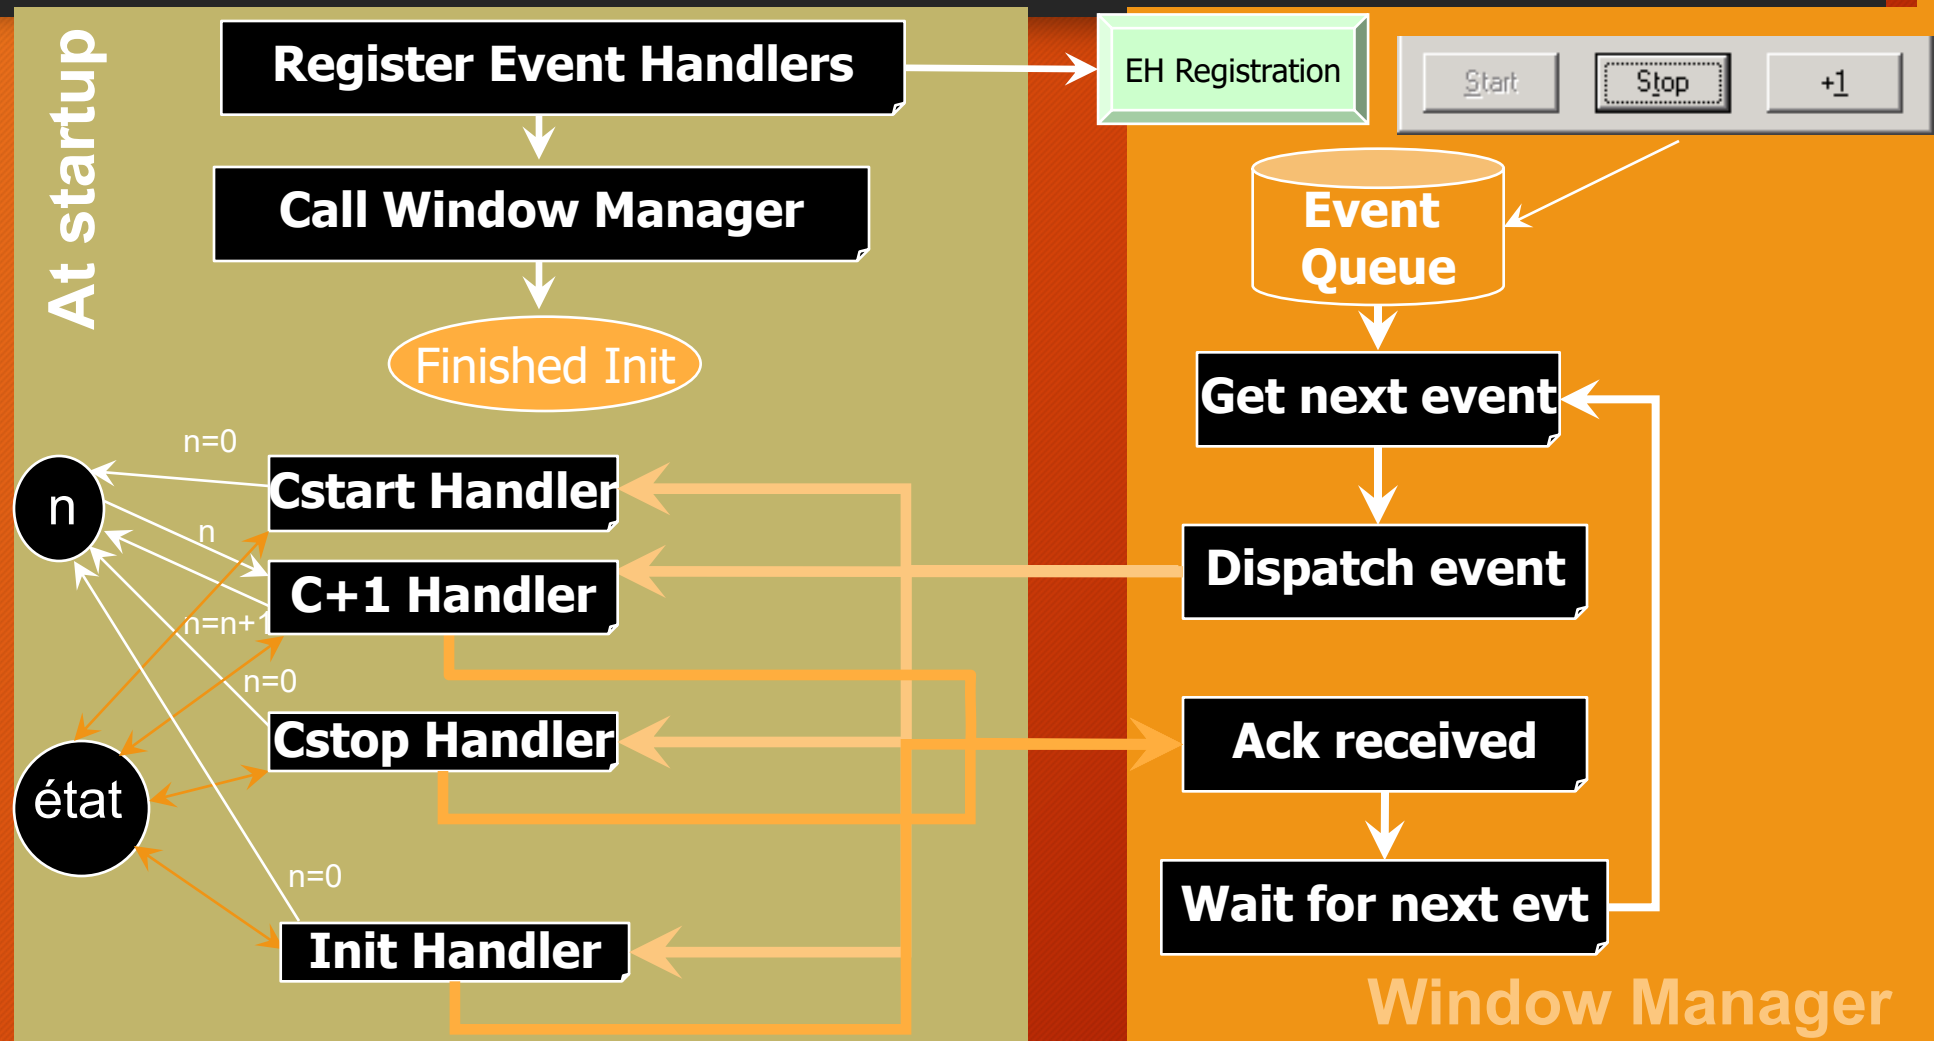 At startup
Register Event Handlers
EH Registration
Start
Stop
+1
Call Window Manager
Event
Queue
Finished Init
Get next event
n=0
n
Cstart Handler
n
C+1 Handler
Dispatch event
n=n+1
n=0
Cstop Handler
Ack received
état
n=0
Wait for next evt
Init Handler
Window Manager